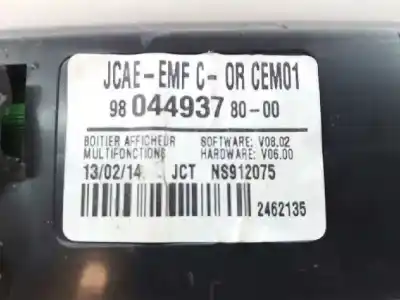 JCAE-EMF C- OR CEM01
98 044937 80-00
BOITIER AFFICHEUR SOFTWARE: V08.02
MULTIFONCTIONS HARDWARE: V06.00
13/02/14 JCT NS912075
2462135